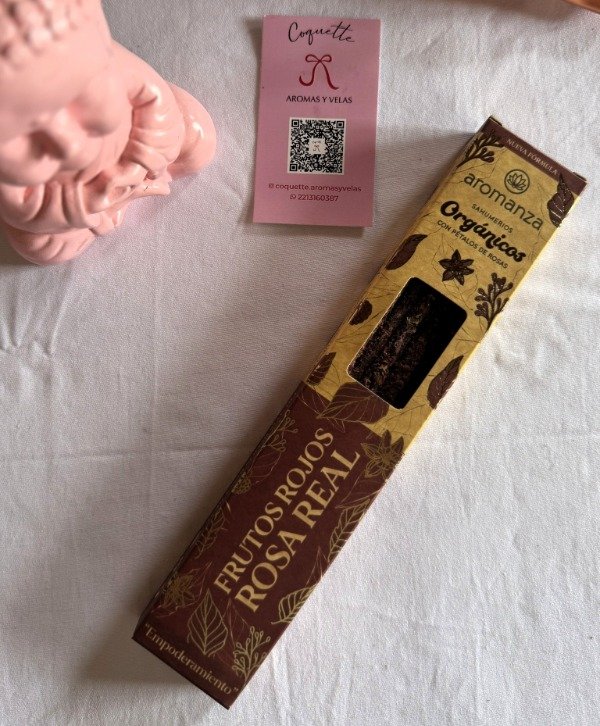 Coquette
AROMAS Y VELAS
coquette.aromasyvelas
2213160387
NUEVA FÓRMULA
aromanza
SAHUMERIOS
Orgánicos
CON PÉTALOS DE ROSAS
FRUTOS ROJOS
ROSA REAL
"Empoderamiento"